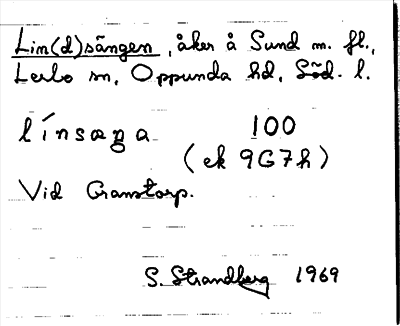 Lin(d)sängen, åker å Sund m. fl.,
Lerbo sn, Oppunda hd, Söd. l.
línsæŋa 100
(ek 9G7h)
Vid Granstorp.
S. Strandberg 1969